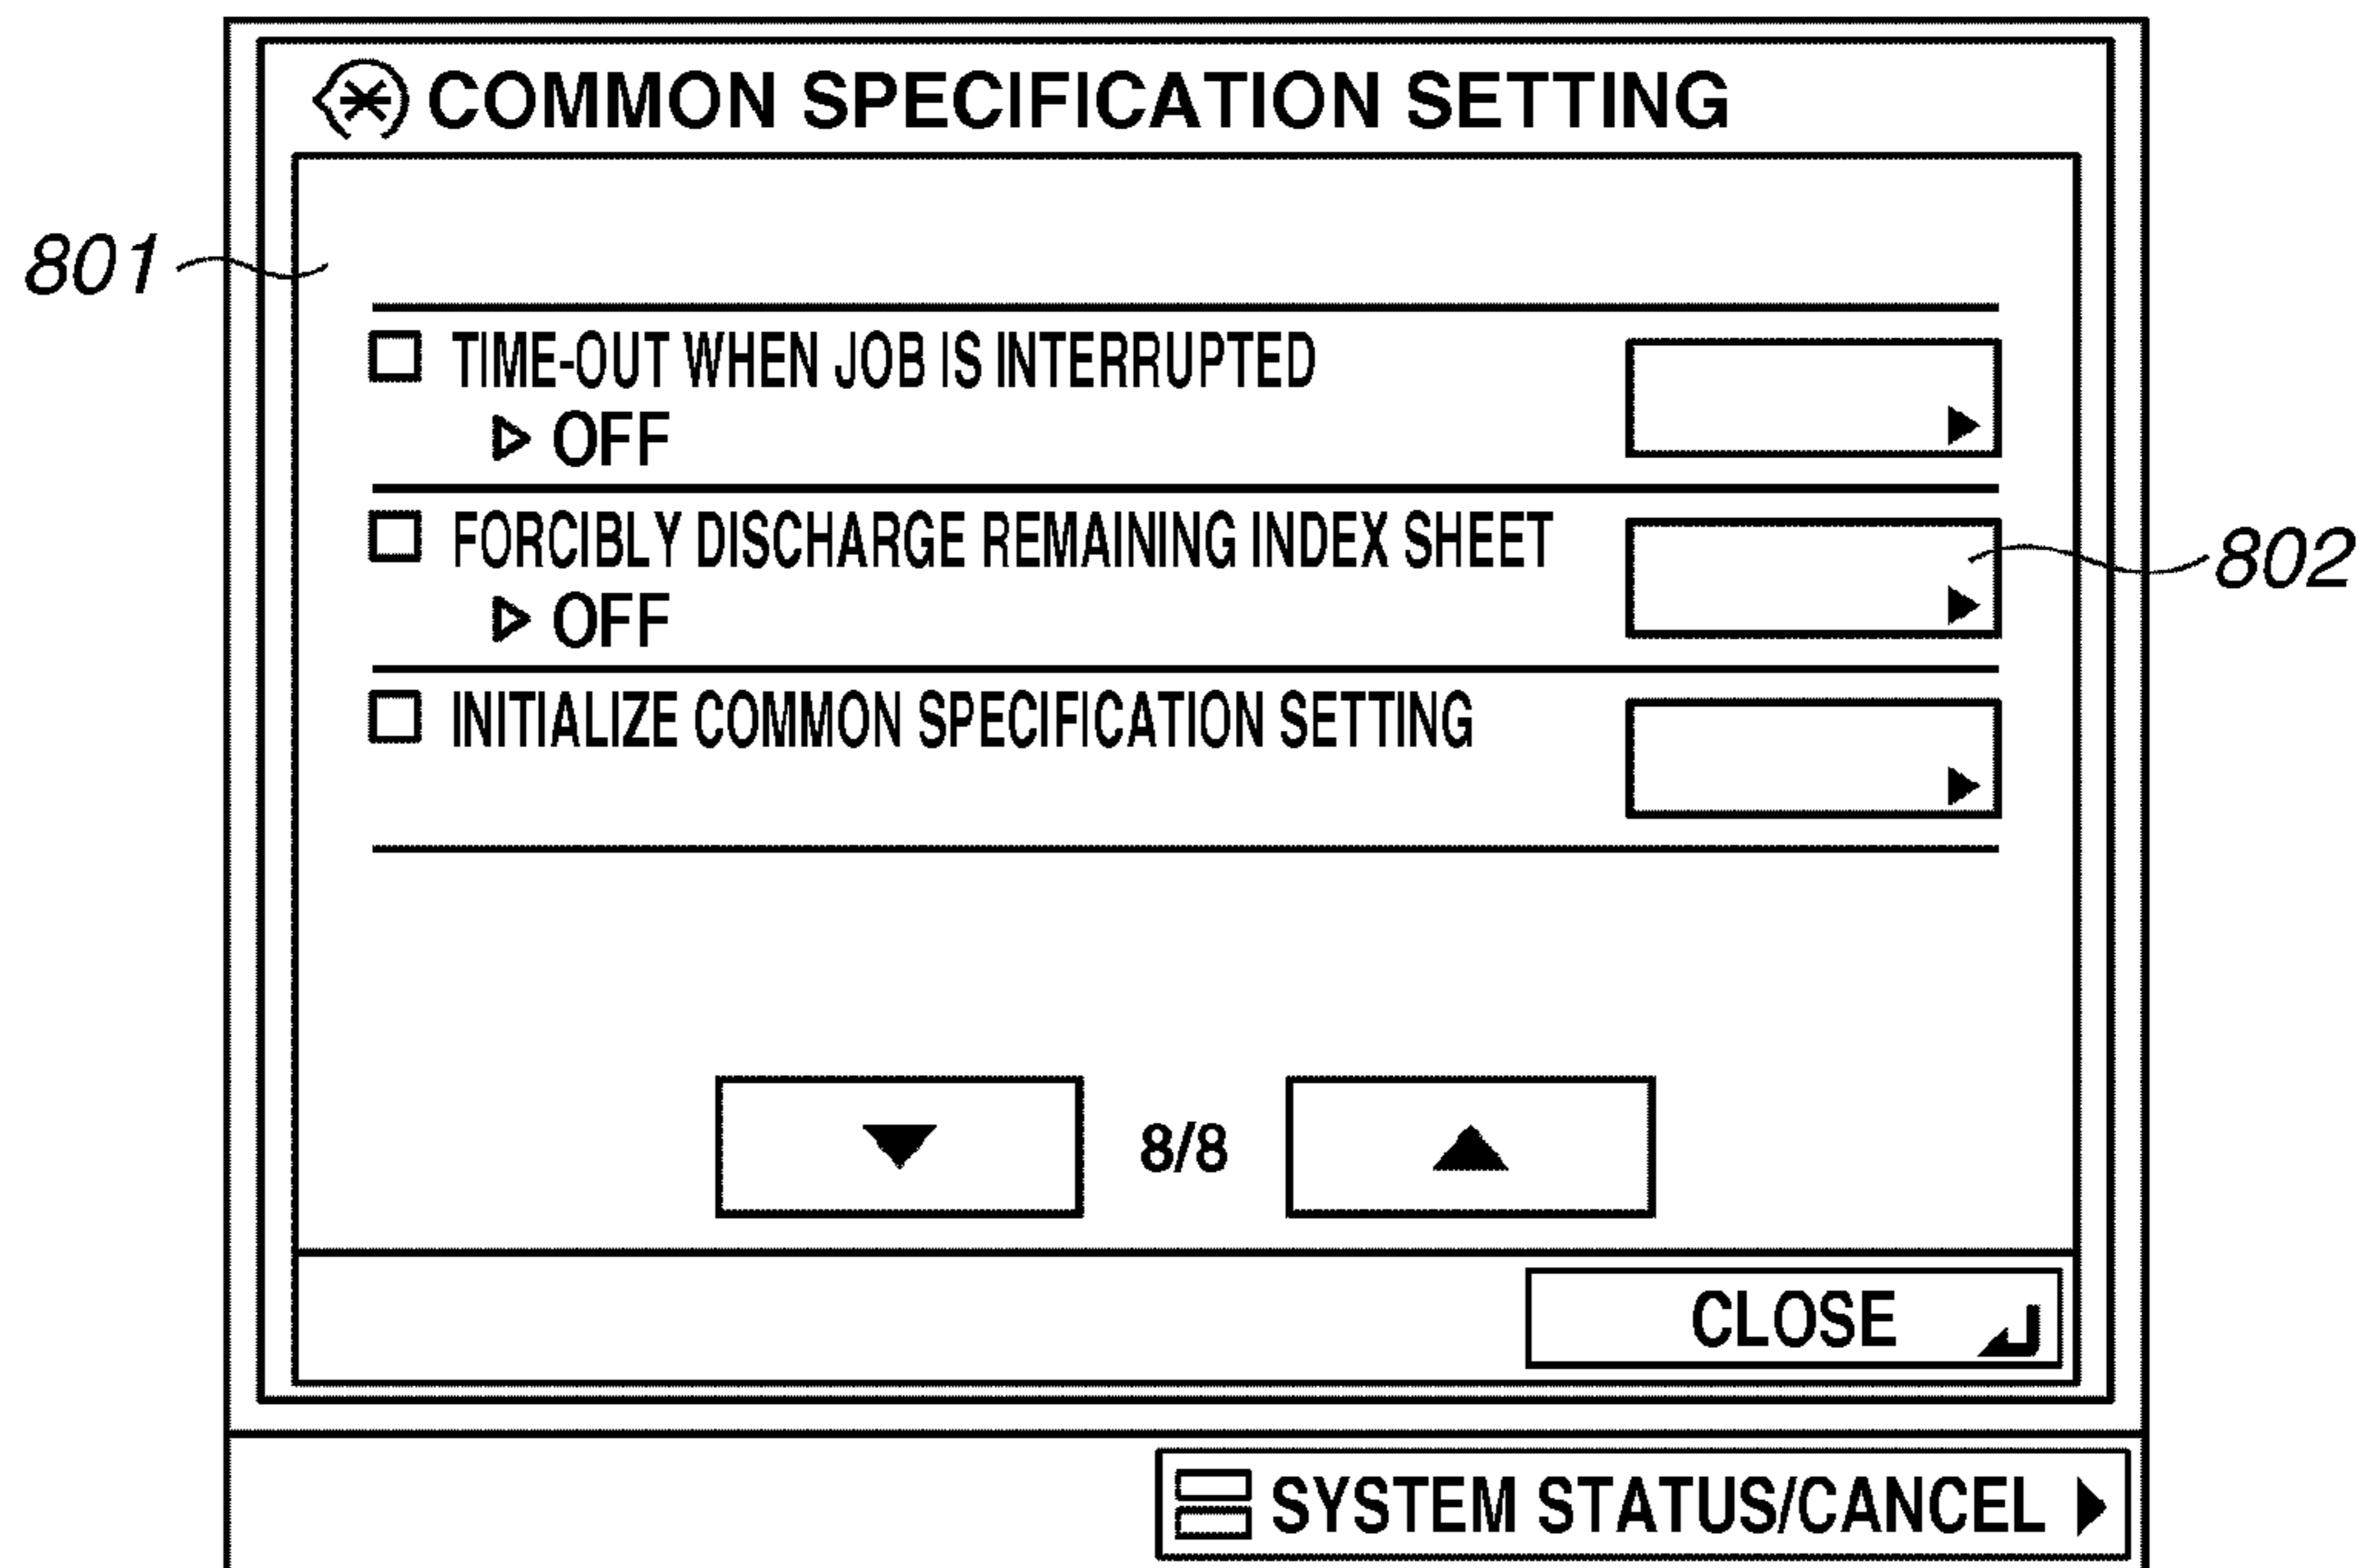 COMMON SPECIFICATION SETTING
801
TIME-OUT WHEN JOB IS INTERRUPTED
OFF
FORCIBLY DISCHARGE REMAINING INDEX SHEET
802
OFF
INITIALIZE COMMON SPECIFICATION SETTING
8/8
CLOSE
SYSTEM STATUS/CANCEL